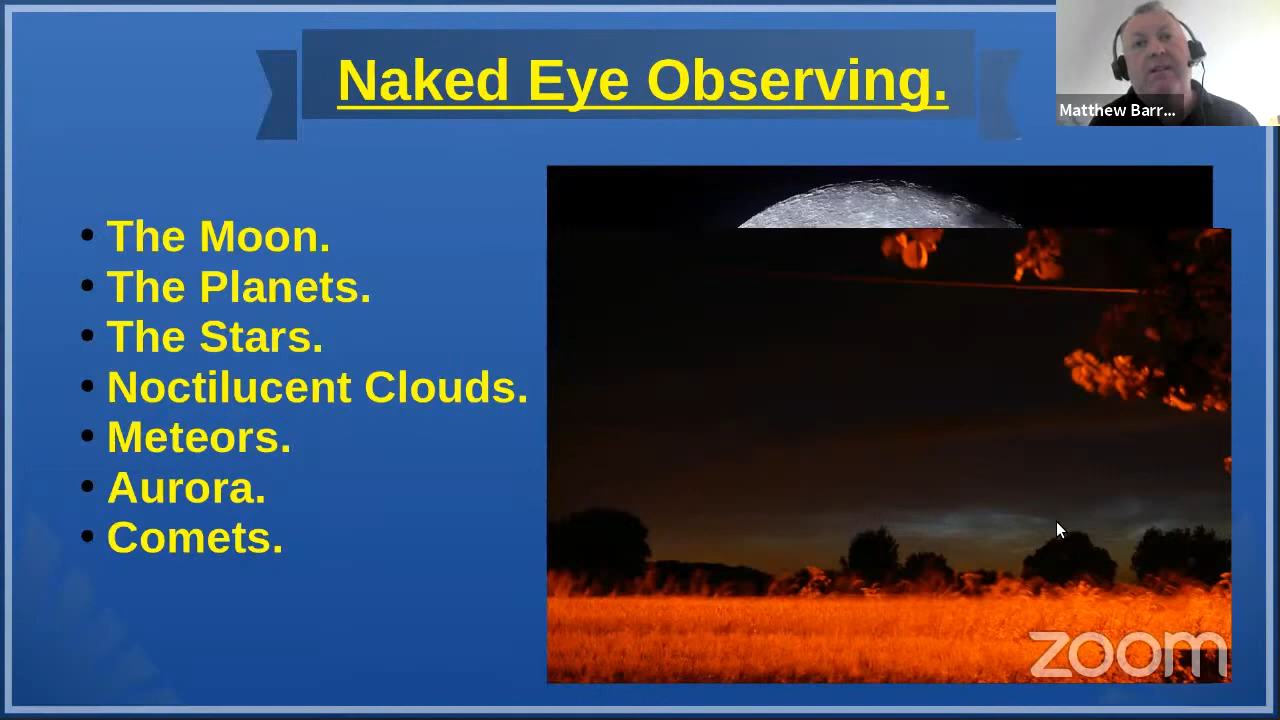 Naked Eye Observing.
Matthew Barr...
• The Moon.
• The Planets.
• The Stars.
• Noctilucent Clouds.
• Meteors.
• Aurora.
• Comets.
zoom